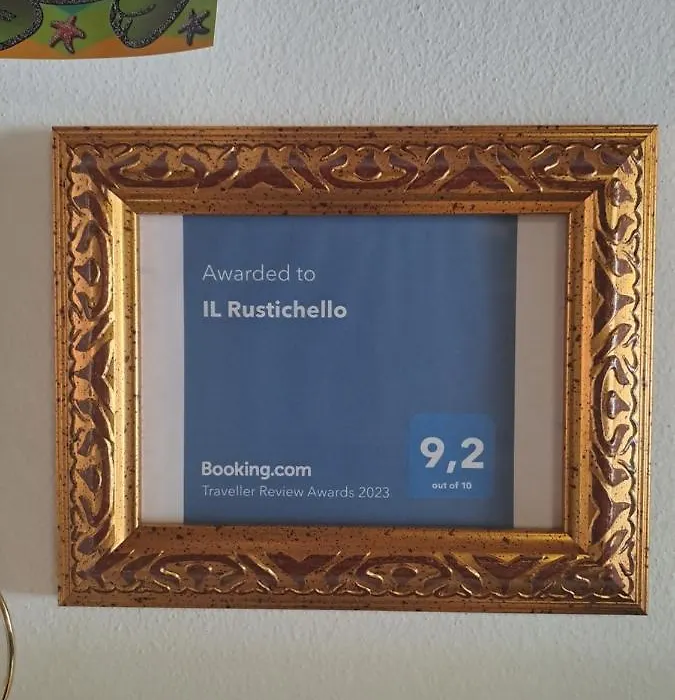 Awarded to
IL Rustichello
9,2
out of 10
Booking.com
Traveller Review Awards 2023